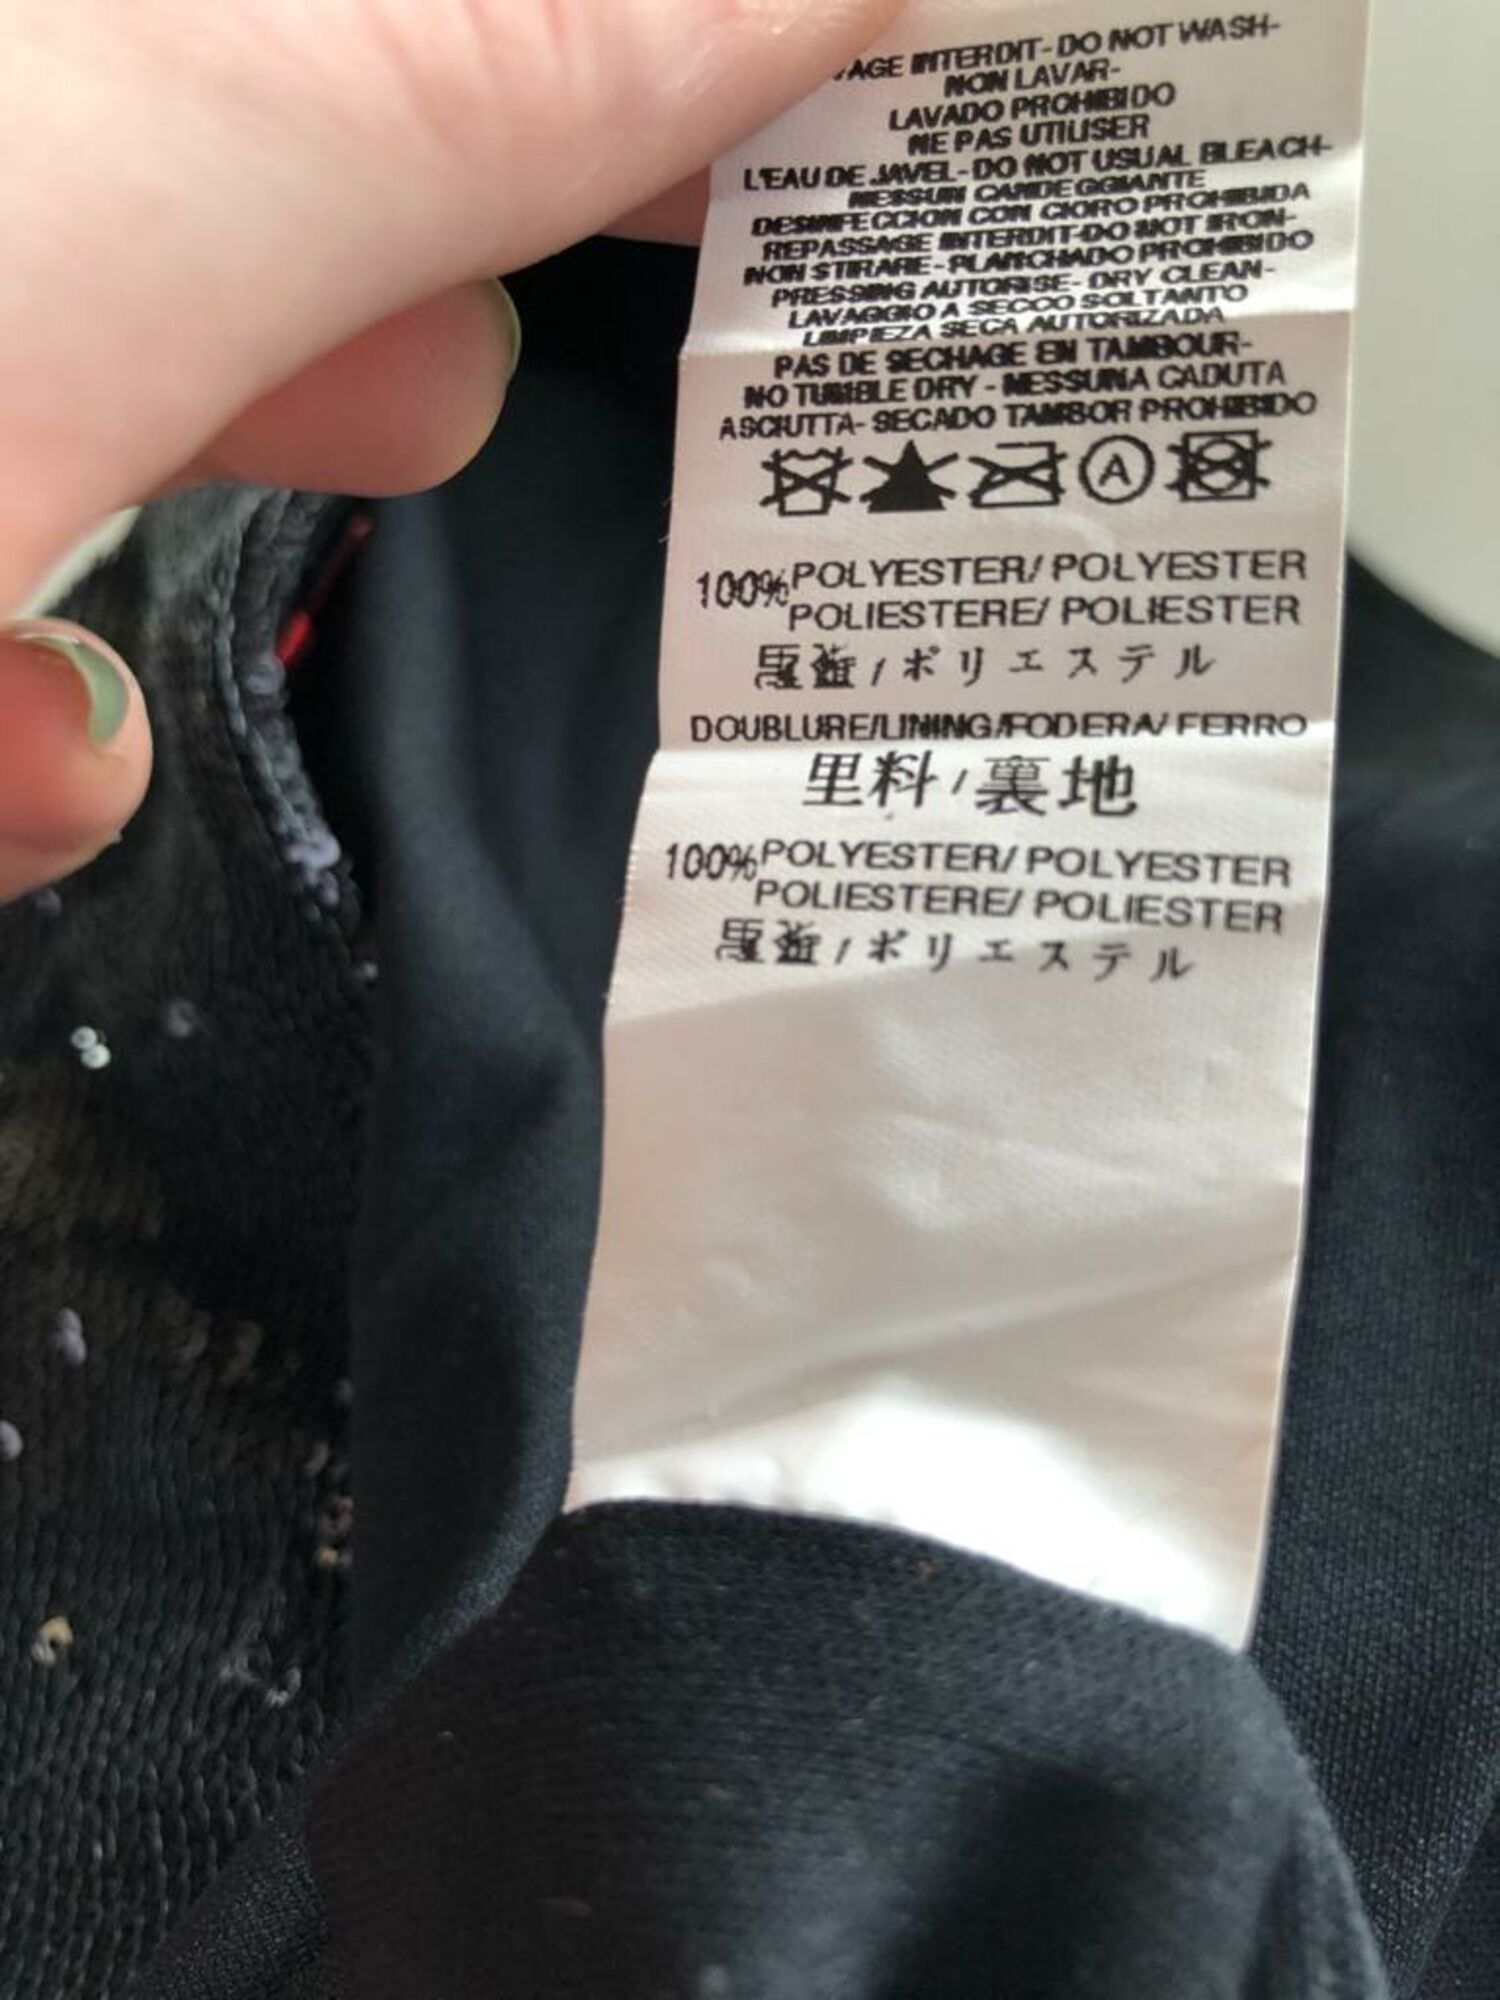 INTERDIT-DO NOT WASH-
NON LAVAR-
LAVADO PROHIBIDO
NE PAS UTILISER
L'EAU DE JAVEL-DO NOT USUAL BLEACH-
NESSUN CANDEGGIANTE
DESINFECCION CON CIORO PROHIBIDA
REPASSAGE INTERDIT-DO NOT IRON-
NON STIRARE-PLANCHADO PROHIBIDO
PRESSING AUTORISE- DRY CLEAN-
LAVAGGIO A SECCO SOLTANTO
LIMPIEZA SECA AUTORIZADA
PAS DE SECHAGE EN TAMBOUR-
NO TUMBLE DRY - NESSUNA CADUTA
ASCIUTTA- SECADO TAMBOR PROHIBIDO
A
100% POLYESTER/ POLYESTER
POLIESTERE/ POLIESTER
/ポリエステル
DOUBLURE/LINING/FODERA/ FERRO
里料/裏地
100% POLYESTER/ POLYESTER
POLIESTERE/ POLIESTER
/ポリエステル